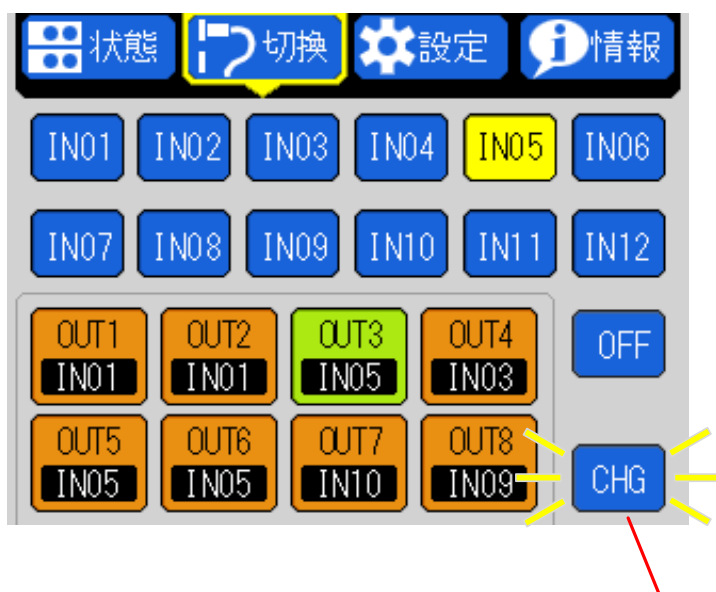 状態 切換 設定 情報
IN01 IN02 IN03 IN04 IN05 IN06
IN07 IN08 IN09 IN10 IN11 IN12
OUT1 OUT2 OUT3 OUT4 OFF
IN01 IN01 IN05 IN03
OUT5 OUT6 OUT7 OUT8 CHG
IN05 IN05 IN10 IN09